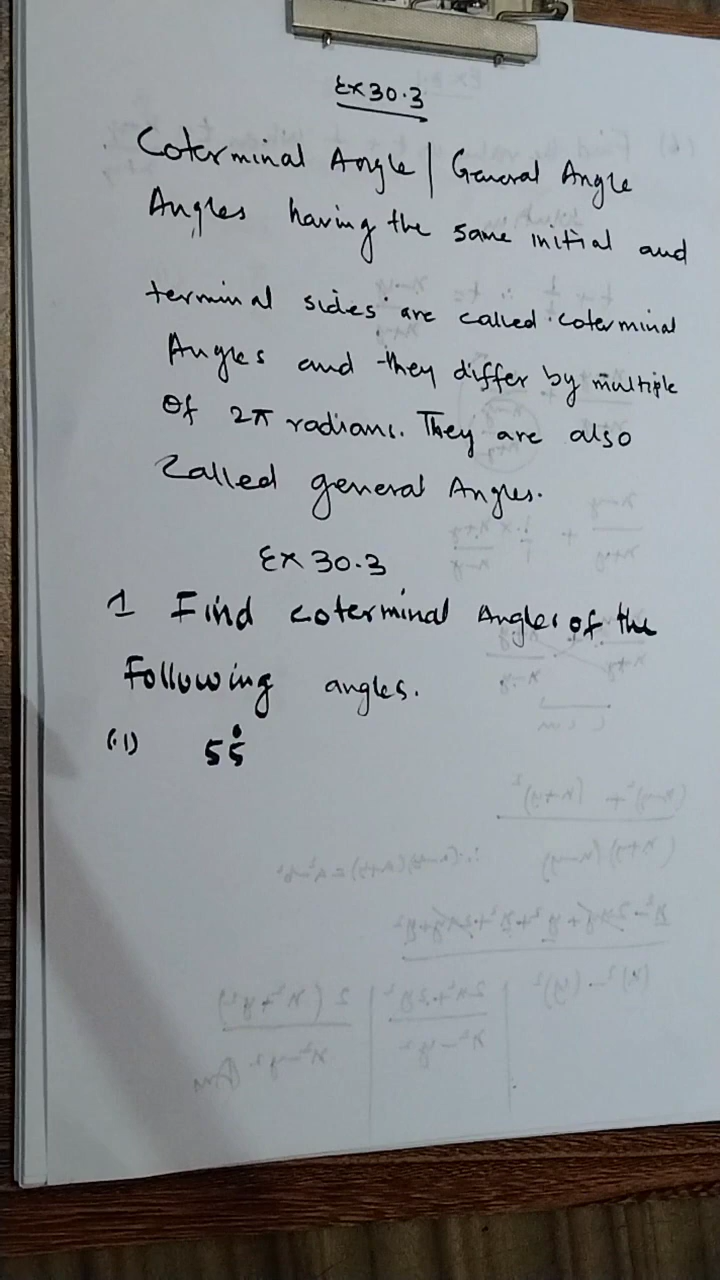 Ex 30.3
Coterminal Angle | General Angle
Angles having the same initial and
terminal sides are called coterminal
Angles and they differ by multiple
of 2π radians. They are also
called general Angles.
Ex 30.3
1 Find coterminal Angles of the
Following angles.
(i) 55°